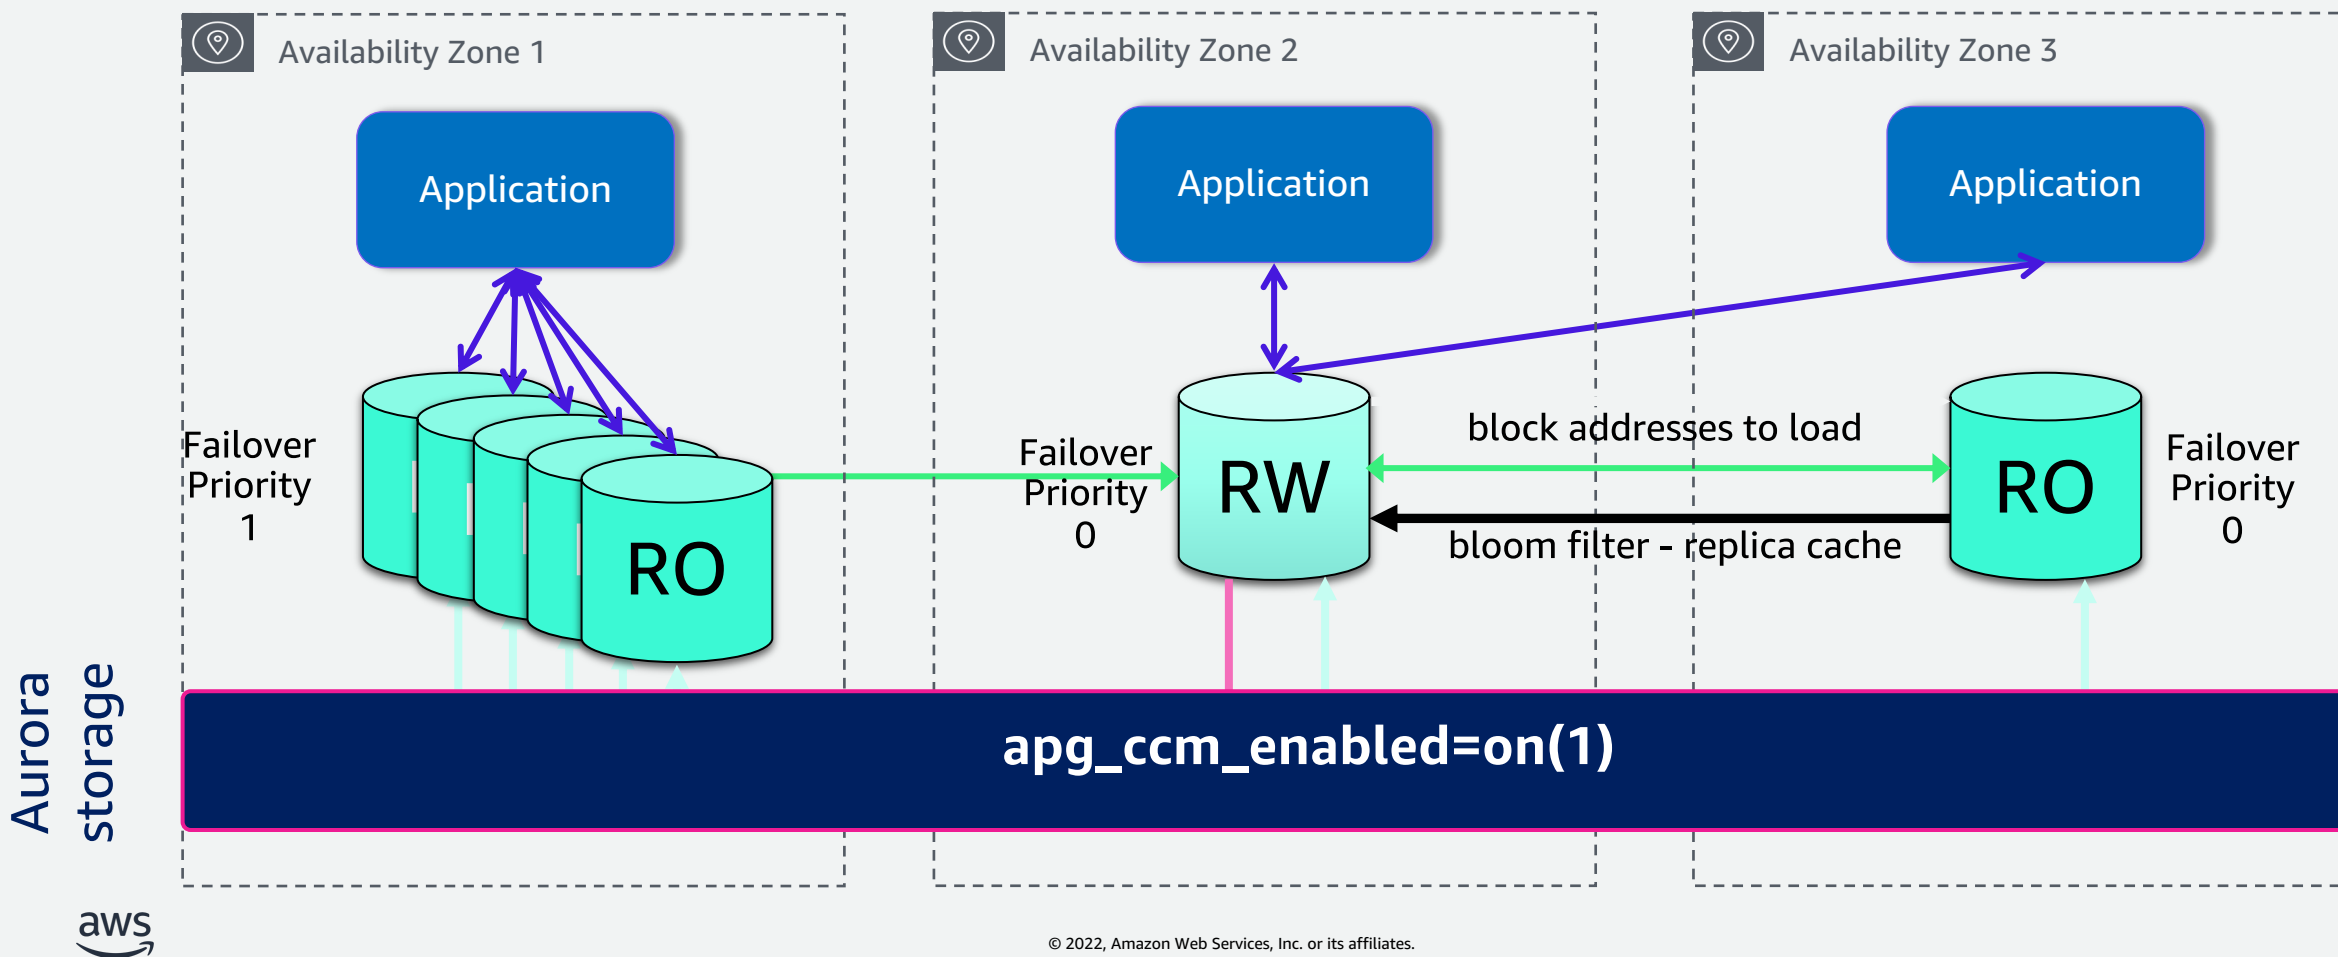 Availability Zone 1
Availability Zone 2
Availability Zone 3
Application
Application
Application
Failover
Priority
1
RO
Failover
Priority
0
RW
block addresses to load
bloom filter - replica cache
RO
Failover
Priority
0
Aurora
storage
apg_ccm_enabled=on(1)
aws
© 2022, Amazon Web Services, Inc. or its affiliates.